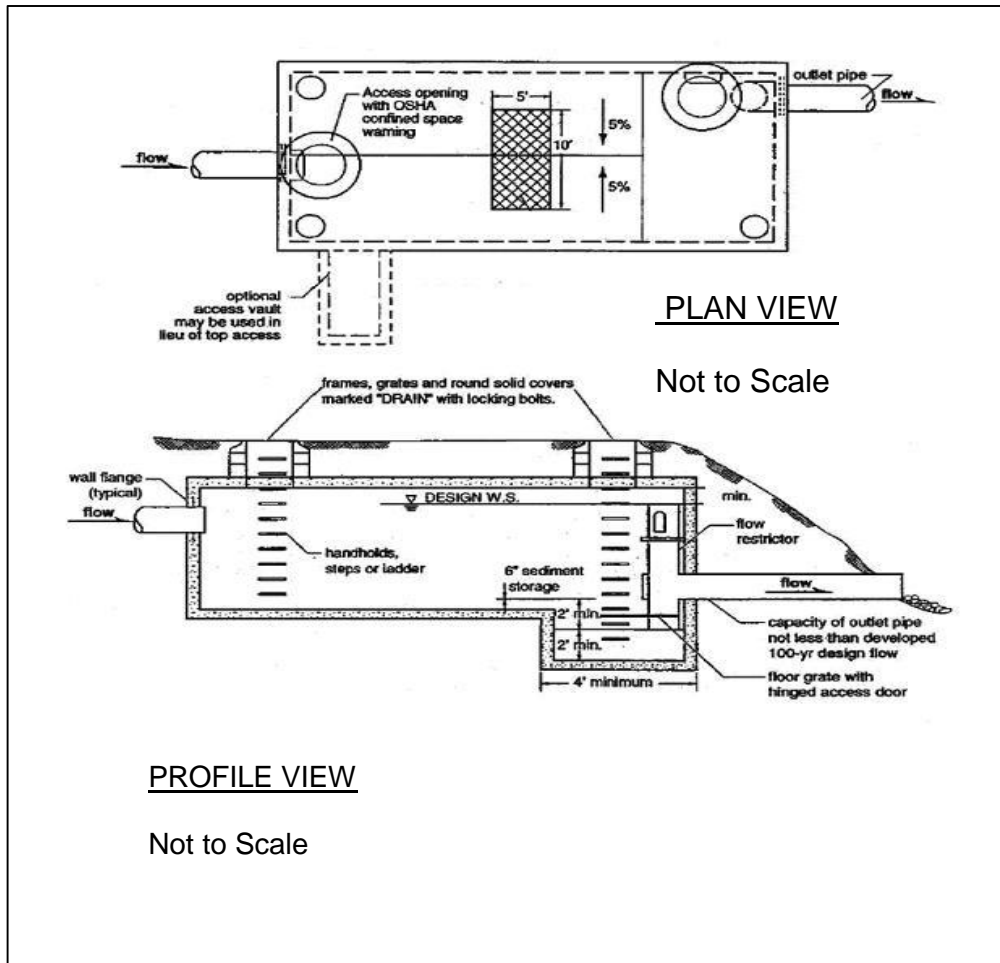 outlet pipe
flow
5'
Access opening
with OSHA
confined space
warning
5%
10'
flow
5%
optional
access vault
may be used in
lieu of top access
PLAN VIEW
Not to Scale
frames, grates and round solid covers
marked "DRAIN" with locking bolts.
wall flange
(typical)
flow
DESIGN W.S.
min.
flow
restrictor
handholds,
steps or ladder
6" sediment
storage
flow
2' min.
2' min.
capacity of outlet pipe
not less than developed
100-yr design flow
4' minimum
floor grate with
hinged access door
PROFILE VIEW
Not to Scale